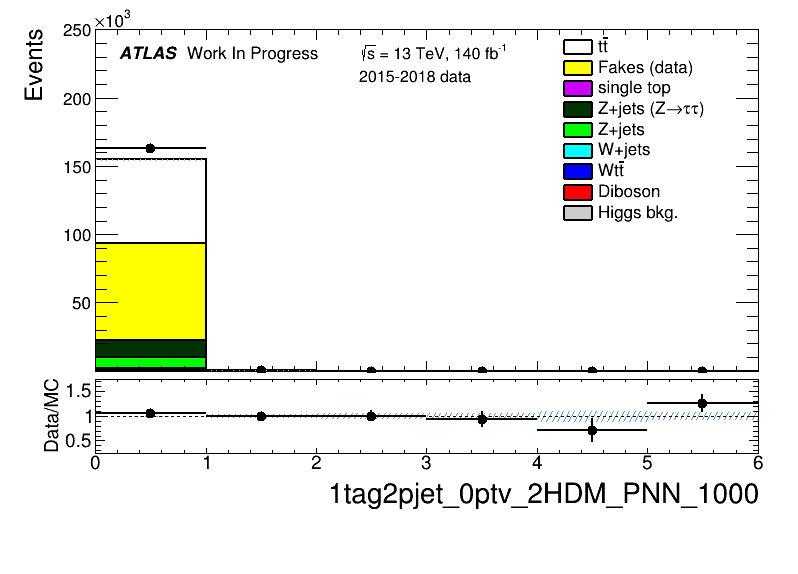 ×10³
250
200
150
100
50
Events
ATLAS Work In Progress
√s = 13 TeV, 140 fb⁻¹
2015-2018 data
tt̄
Fakes (data)
single top
Z+jets (Z→ττ)
Z+jets
W+jets
Wtt̄
Diboson
Higgs bkg.
Data/MC
1.5
1
0.5
0 1 2 3 4 5 6
1tag2pjet_0ptv_2HDM_PNN_1000